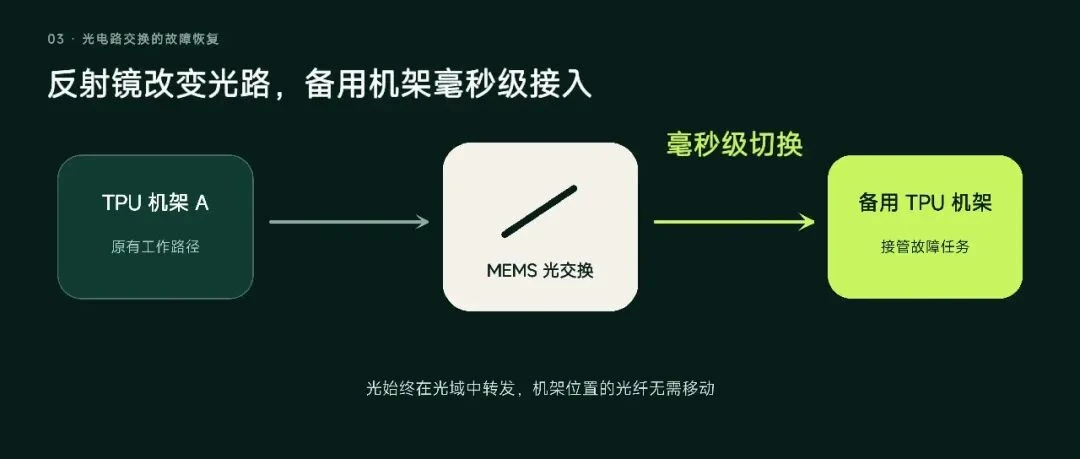 03 · 光电路交换的故障恢复
反射镜改变光路，备用机架毫秒级接入
毫秒级切换
TPU 机架 A
原有工作路径
MEMS 光交换
备用 TPU 机架
接管故障任务
光始终在光域中转发，机架位置的光纤无需移动